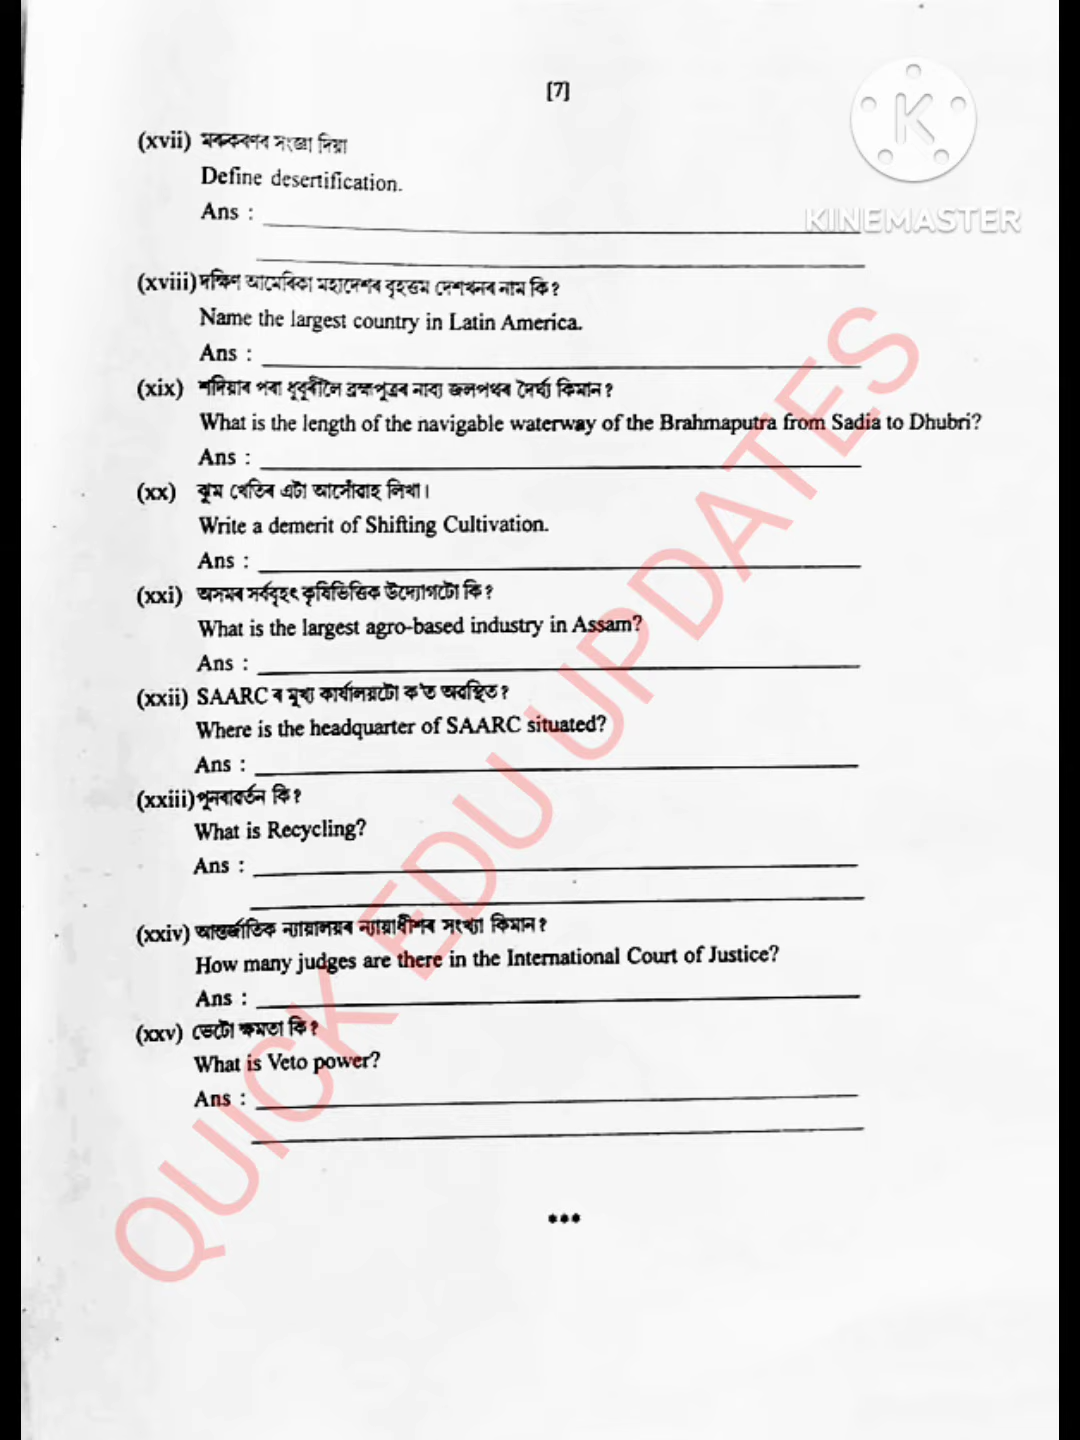 [7]
KINEMASTER
(xvii) মৰুকৰণৰ সংজ্ঞা দিয়া
Define desertification.
Ans :
(xviii) দক্ষিণ আমেৰিকা মহাদেশৰ বৃহত্তম দেশখনৰ নাম কি ?
Name the largest country in Latin America.
Ans :
(xix) শদিয়াৰ পৰা ধুবুৰীলৈ ব্ৰহ্মপুত্ৰৰ নাব্য জলপথৰ দৈৰ্ঘ্য কিমান ?
What is the length of the navigable waterway of the Brahmaputra from Sadia to Dhubri?
Ans :
(xx) ঝুম খেতিৰ এটা আসোঁৱাহ লিখা।
Write a demerit of Shifting Cultivation.
Ans :
(xxi) অসমৰ সৰ্ববৃহৎ কৃষিভিত্তিক উদ্যোগটো কি ?
What is the largest agro-based industry in Assam?
Ans :
(xxii) SAARC ৰ মুখ্য কাৰ্যালয়টো ক'ত অৱস্থিত ?
Where is the headquarter of SAARC situated?
Ans :
(xxiii) পুনৰাৱৰ্তন কি ?
What is Recycling?
Ans :
(xxiv) আন্তৰ্জাতিক ন্যায়ালয়ৰ ন্যায়াধীশৰ সংখ্যা কিমান ?
How many judges are there in the International Court of Justice?
Ans :
(xxv) ভেটো ক্ষমতা কি ?
What is Veto power?
Ans :
***
QUICK EDU UPDATES